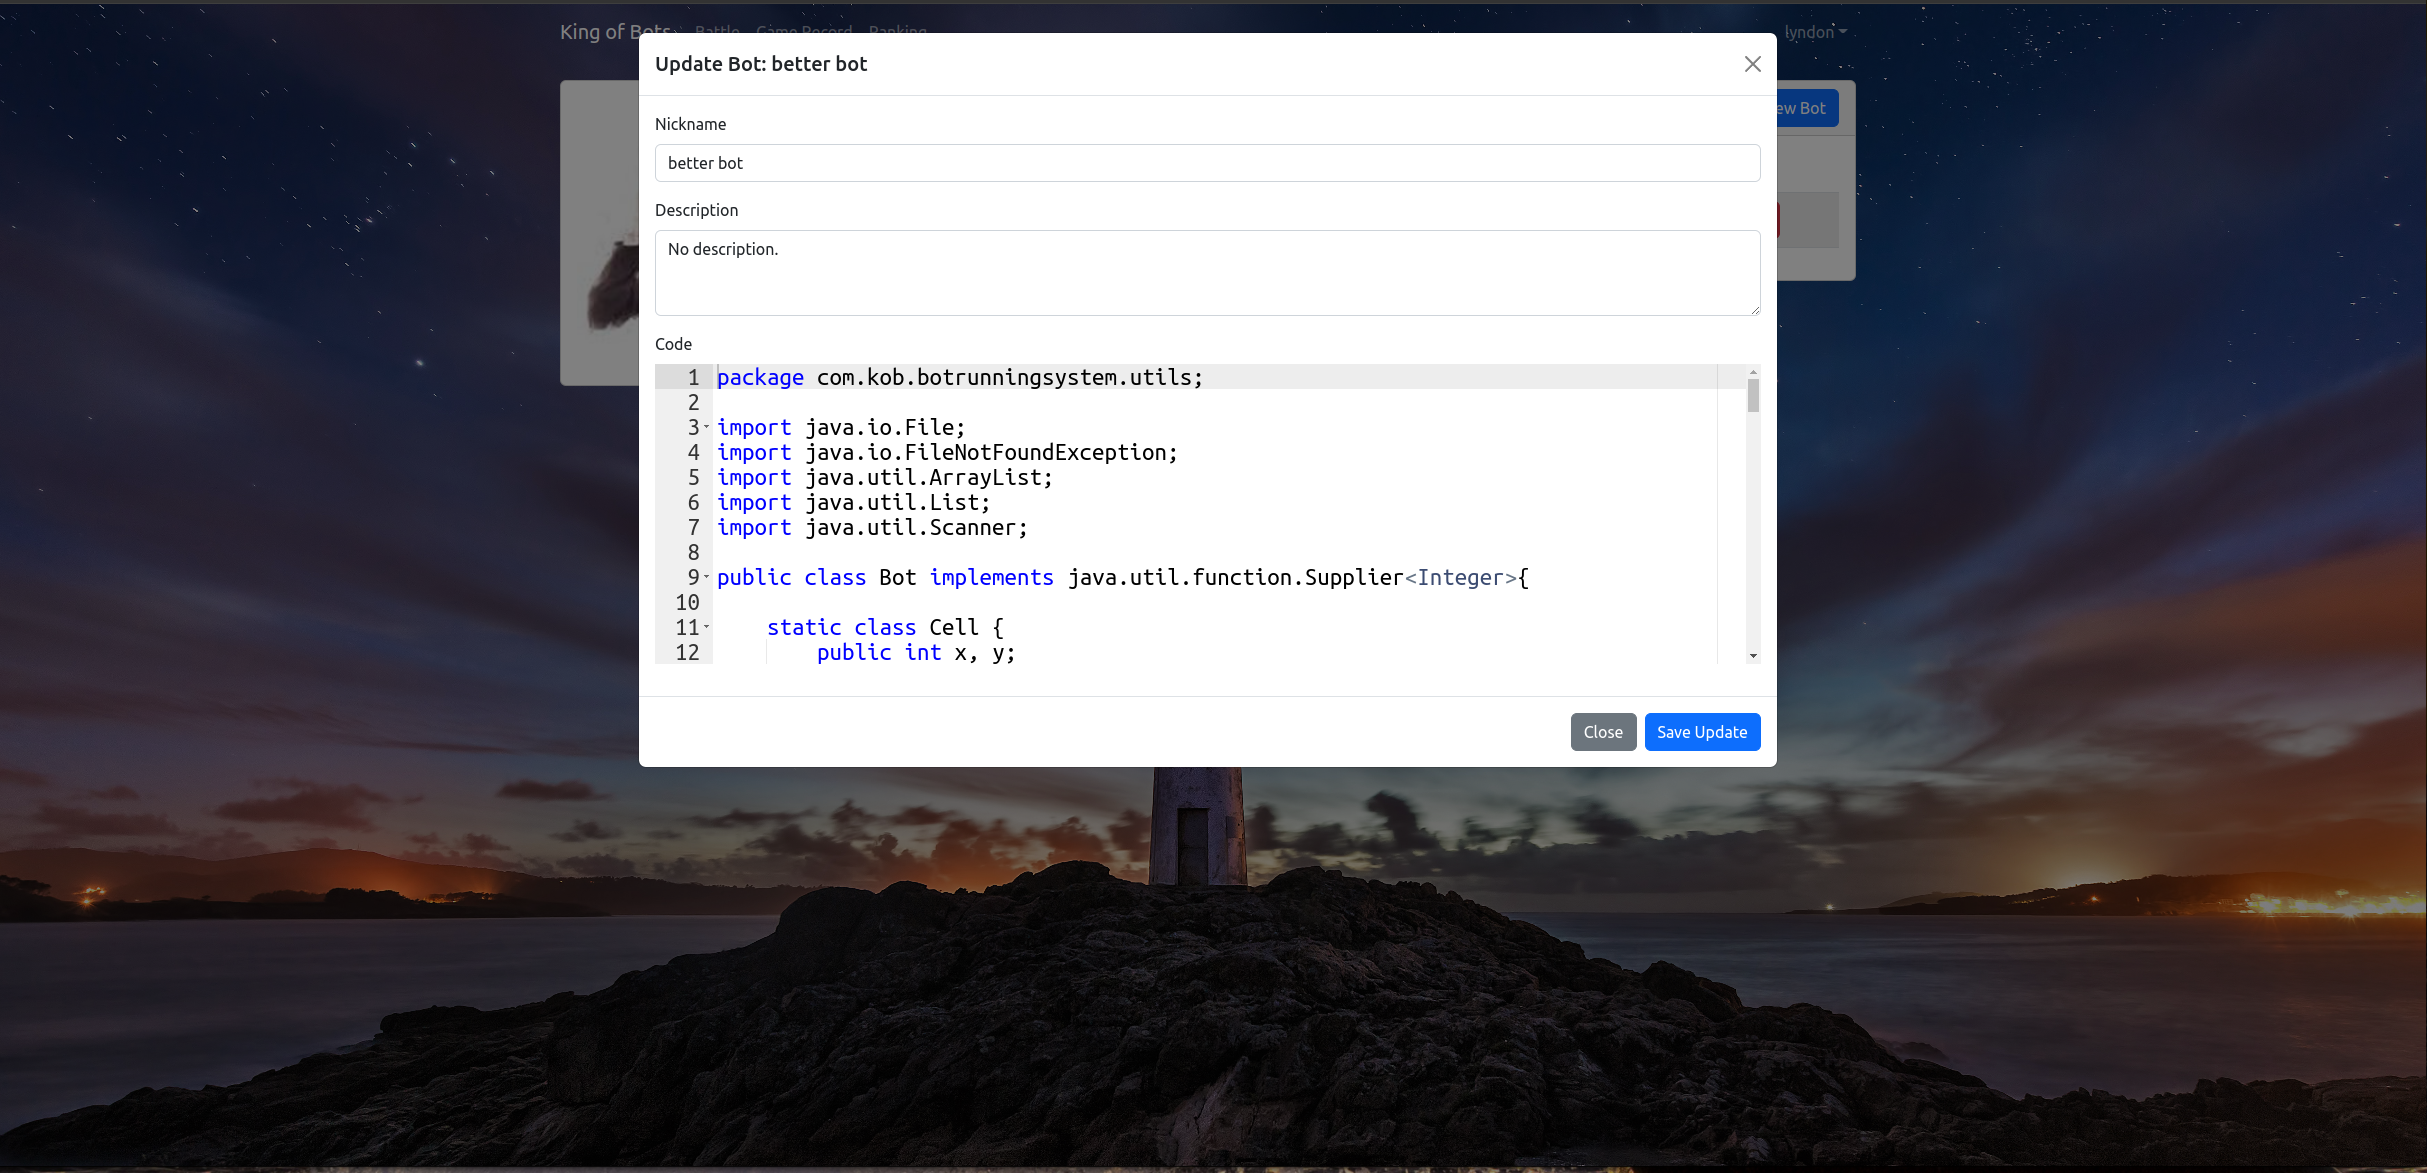 King of Bots Battle Game Record Ranking lyndon
Update Bot: better bot
ew Bot
Nickname
better bot
Description
No description.
Code
1 package com.kob.botrunningsystem.utils;
2
3 import java.io.File;
4 import java.io.FileNotFoundException;
5 import java.util.ArrayList;
6 import java.util.List;
7 import java.util.Scanner;
8
9 public class Bot implements java.util.function.Supplier<Integer>{
10
11 static class Cell {
12 public int x, y;
Close Save Update